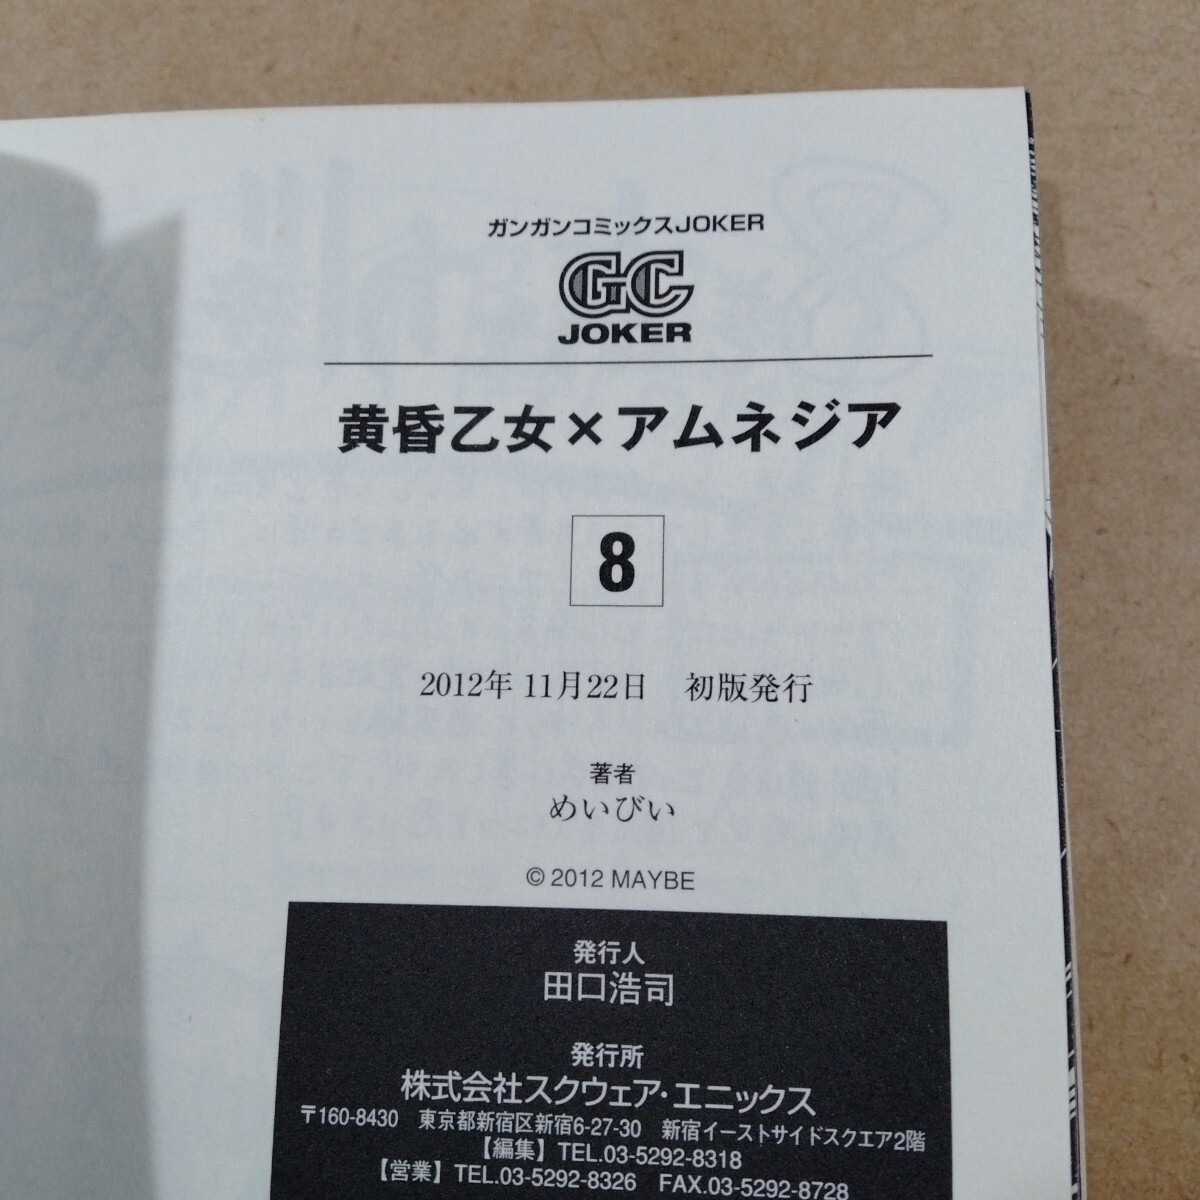 ガンガンコミックスJOKER
GC
JOKER
黄昏乙女×アムネジア
8
2012年11月22日　初版発行
著者
めいびい
© 2012 MAYBE
発行人
田口浩司
発行所
株式会社スクウェア・エニックス
〒160-8430　東京都新宿区新宿6-27-30　新宿イーストサイドスクエア2階
【編集】TEL.03-5292-8318
【営業】TEL.03-5292-8326　FAX.03-5292-8728